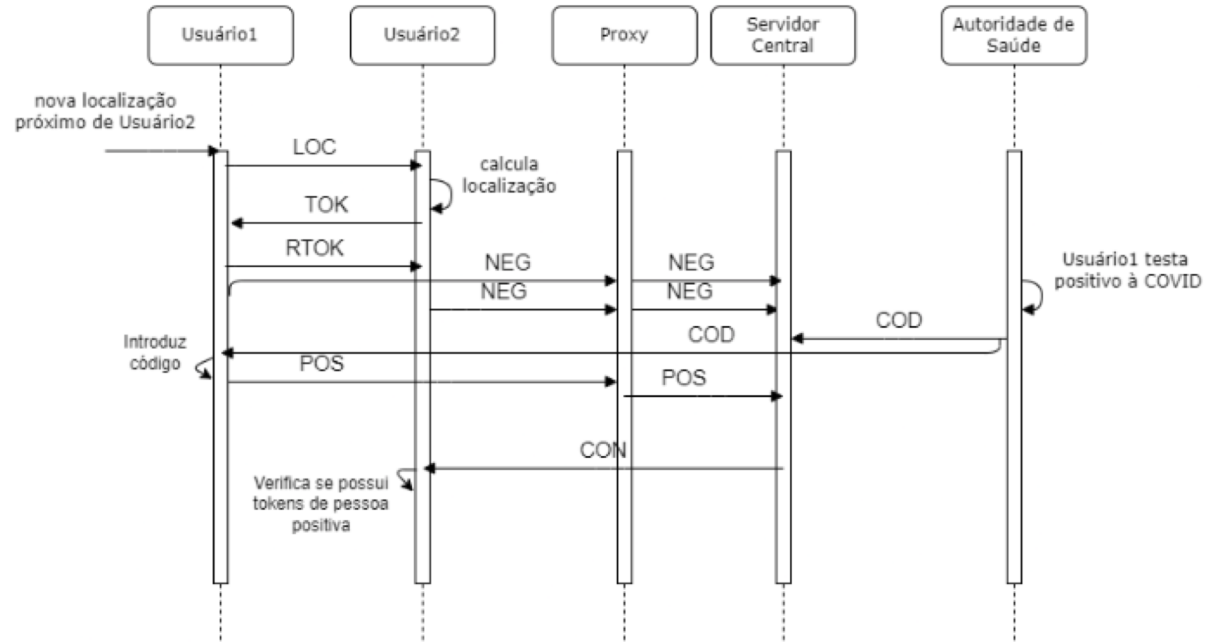 Usuário1
Usuário2
Proxy
Servidor
Central
Autoridade de
Saúde
nova localização
próximo de Usuário2
LOC
calcula
localização
TOK
RTOK
NEG
NEG
Usuário1 testa
positivo à COVID
NEG
NEG
COD
COD
Introduz
código
POS
POS
CON
Verifica se possui
tokens de pessoa
positiva